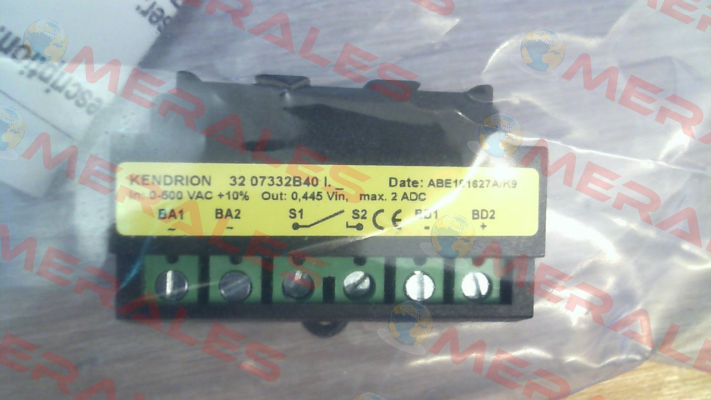 MERALES
MERALES
KENDRION 32 07332B40 I. _ Date:
In: 0-500 VAC +10% Out: 0,445 Vin, max. 2 ADC
BA1 BA2 S1 S2 CE BD1 BD2
~ ~ - +
MERALES
MERALES